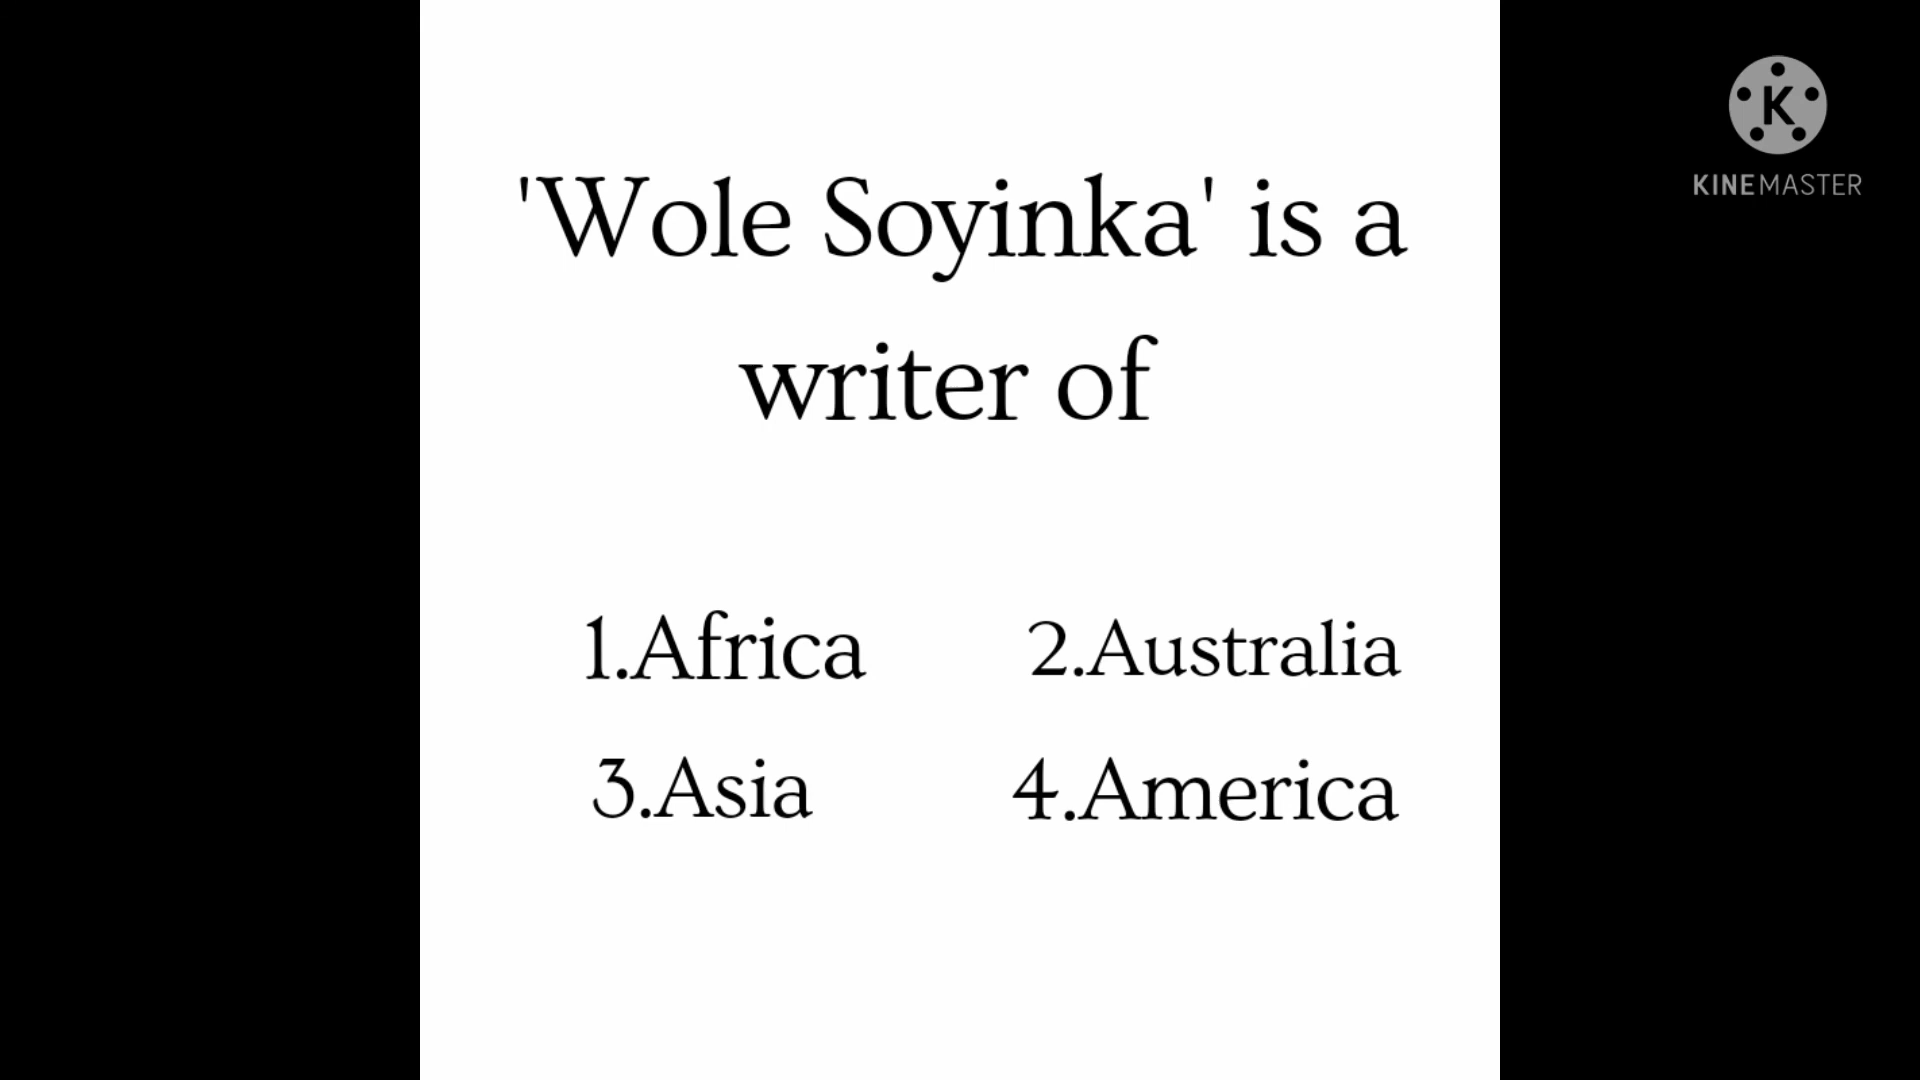 'Wole Soyinka' is a
writer of
1.Africa
2.Australia
3.Asia
4.America
KINEMASTER